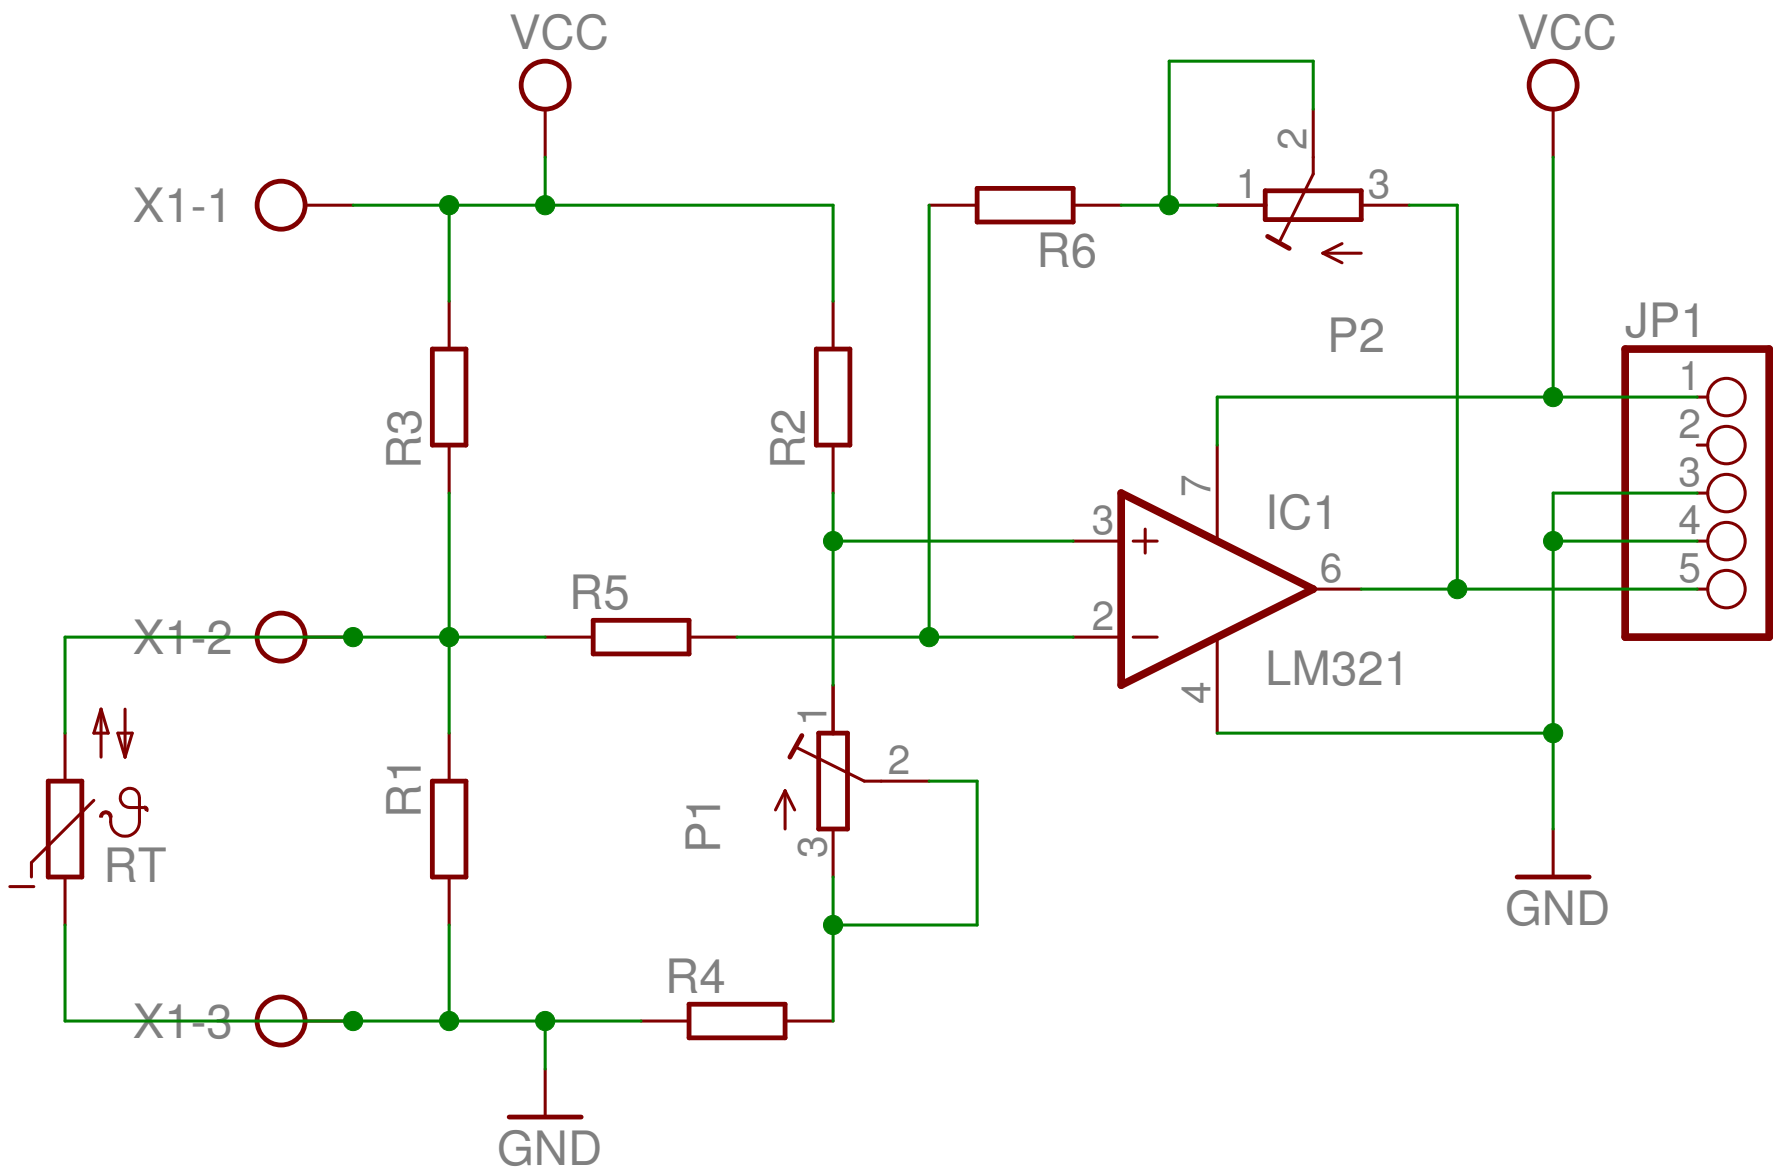 VCC
VCC
X1-1
2
1
3
R6
P2
JP1
1
2
3
4
5
R3
R2
7
IC1
3
+
6
2
−
LM321
4
R5
X1-2
1
2
3
P1
R1
ϑ
RT
R4
X1-3
GND
GND